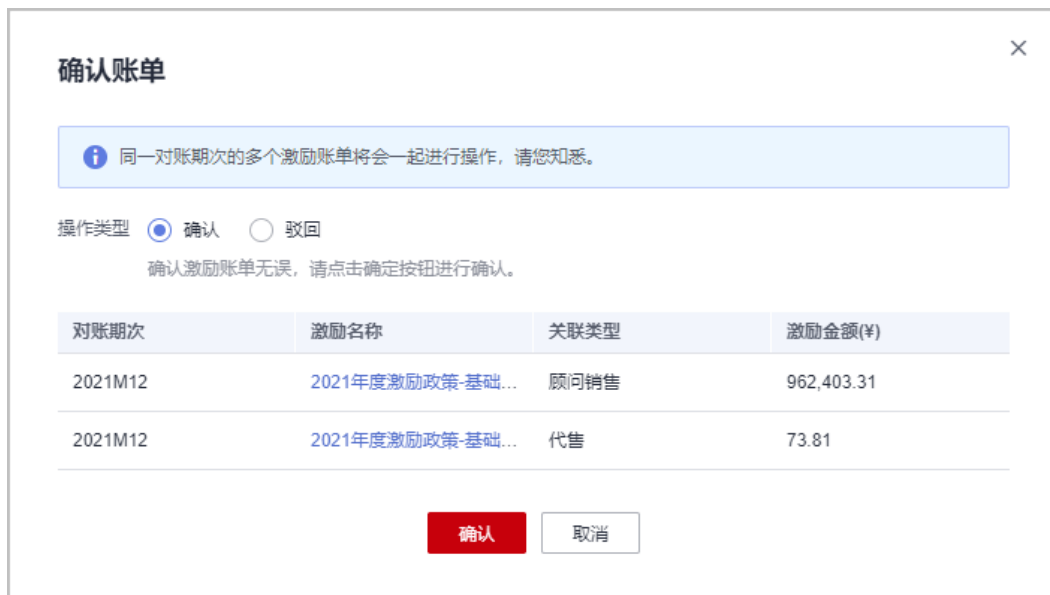 确认账单
同一对账期次的多个激励账单将会一起进行操作，请您知悉。
操作类型 确认 驳回
确认激励账单无误，请点击确定按钮进行确认。
对账期次 激励名称 关联类型 激励金额(¥)
2021M12 2021年度激励政策-基础... 顾问销售 962,403.31
2021M12 2021年度激励政策-基础... 代售 73.81
确认 取消